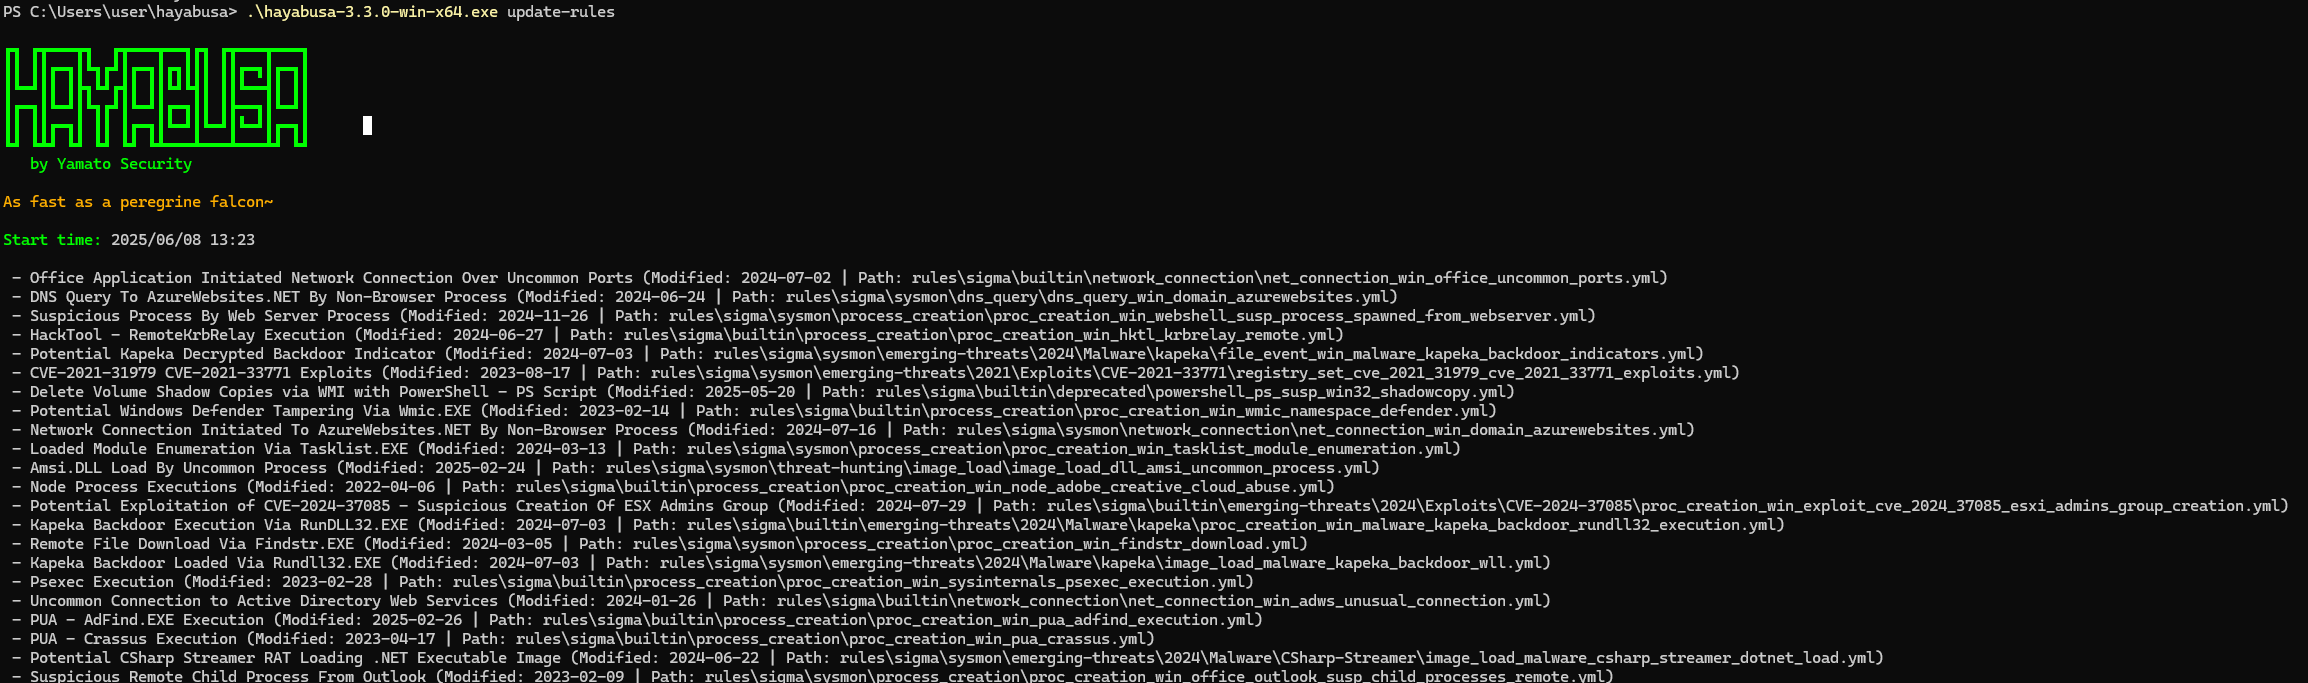 PS C:\Users\user\hayabusa> .\hayabusa-3.3.0-win-x64.exe update-rules
HAYABUSA
by Yamato Security
As fast as a peregrine falcon~
Start time: 2025/06/08 13:23
- Office Application Initiated Network Connection Over Uncommon Ports (Modified: 2024-07-02 | Path: rules\sigma\builtin\network_connection\net_connection_win_office_uncommon_ports.yml)
- DNS Query To AzureWebsites.NET By Non-Browser Process (Modified: 2024-06-24 | Path: rules\sigma\sysmon\dns_query\dns_query_win_domain_azurewebsites.yml)
- Suspicious Process By Web Server Process (Modified: 2024-11-26 | Path: rules\sigma\sysmon\process_creation\proc_creation_win_webshell_susp_process_spawned_from_webserver.yml)
- HackTool - RemoteKrbRelay Execution (Modified: 2024-06-27 | Path: rules\sigma\builtin\process_creation\proc_creation_win_hktl_krbrelay_remote.yml)
- Potential Kapeka Decrypted Backdoor Indicator (Modified: 2024-07-03 | Path: rules\sigma\sysmon\emerging-threats\2024\Malware\kapeka\file_event_win_malware_kapeka_backdoor_indicators.yml)
- CVE-2021-31979 CVE-2021-33771 Exploits (Modified: 2023-08-17 | Path: rules\sigma\sysmon\emerging-threats\2021\Exploits\CVE-2021-33771\registry_set_cve_2021_31979_cve_2021_33771_exploits.yml)
- Delete Volume Shadow Copies via WMI with PowerShell - PS Script (Modified: 2025-05-20 | Path: rules\sigma\builtin\deprecated\powershell_ps_susp_win32_shadowcopy.yml)
- Potential Windows Defender Tampering Via Wmic.EXE (Modified: 2023-02-14 | Path: rules\sigma\builtin\process_creation\proc_creation_win_wmic_namespace_defender.yml)
- Network Connection Initiated To AzureWebsites.NET By Non-Browser Process (Modified: 2024-07-16 | Path: rules\sigma\sysmon\network_connection\net_connection_win_domain_azurewebsites.yml)
- Loaded Module Enumeration Via Tasklist.EXE (Modified: 2024-03-13 | Path: rules\sigma\sysmon\process_creation\proc_creation_win_tasklist_module_enumeration.yml)
- Amsi.DLL Load By Uncommon Process (Modified: 2025-02-24 | Path: rules\sigma\sysmon\threat-hunting\image_load\image_load_dll_amsi_uncommon_process.yml)
- Node Process Executions (Modified: 2022-04-06 | Path: rules\sigma\builtin\process_creation\proc_creation_win_node_adobe_creative_cloud_abuse.yml)
- Potential Exploitation of CVE-2024-37085 - Suspicious Creation Of ESX Admins Group (Modified: 2024-07-29 | Path: rules\sigma\builtin\emerging-threats\2024\Exploits\CVE-2024-37085\proc_creation_win_exploit_cve_2024_37085_esxi_admins_group_creation.yml)
- Kapeka Backdoor Execution Via RunDLL32.EXE (Modified: 2024-07-03 | Path: rules\sigma\builtin\emerging-threats\2024\Malware\kapeka\proc_creation_win_malware_kapeka_backdoor_rundll32_execution.yml)
- Remote File Download Via Findstr.EXE (Modified: 2024-03-05 | Path: rules\sigma\sysmon\process_creation\proc_creation_win_findstr_download.yml)
- Kapeka Backdoor Loaded Via Rundll32.EXE (Modified: 2024-07-03 | Path: rules\sigma\sysmon\emerging-threats\2024\Malware\kapeka\image_load_malware_kapeka_backdoor_wll.yml)
- Psexec Execution (Modified: 2023-02-28 | Path: rules\sigma\builtin\process_creation\proc_creation_win_sysinternals_psexec_execution.yml)
- Uncommon Connection to Active Directory Web Services (Modified: 2024-01-26 | Path: rules\sigma\builtin\network_connection\net_connection_win_adws_unusual_connection.yml)
- PUA - AdFind.EXE Execution (Modified: 2025-02-26 | Path: rules\sigma\builtin\process_creation\proc_creation_win_pua_adfind_execution.yml)
- PUA - Crassus Execution (Modified: 2023-04-17 | Path: rules\sigma\builtin\process_creation\proc_creation_win_pua_crassus.yml)
- Potential CSharp Streamer RAT Loading .NET Executable Image (Modified: 2024-06-22 | Path: rules\sigma\sysmon\emerging-threats\2024\Malware\CSharp-Streamer\image_load_malware_csharp_streamer_dotnet_load.yml)
- Suspicious Remote Child Process From Outlook (Modified: 2023-02-09 | Path: rules\sigma\sysmon\process_creation\proc_creation_win_office_outlook_susp_child_processes_remote.yml)